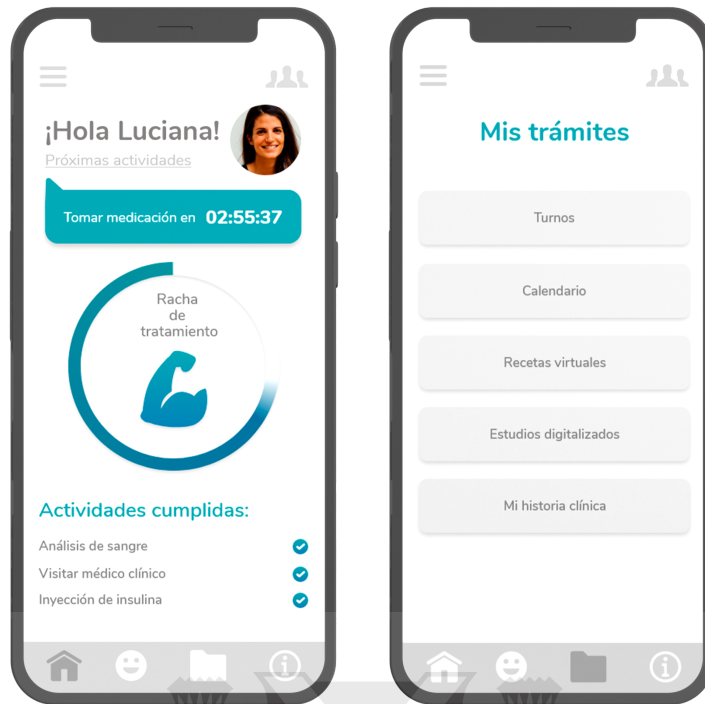 ¡Hola Luciana!
Próximas actividades
Tomar medicación en 02:55:37
Racha
de
tratamiento
Actividades cumplidas:
Análisis de sangre
Visitar médico clínico
Inyección de insulina
Mis trámites
Turnos
Calendario
Recetas virtuales
Estudios digitalizados
Mi historia clínica